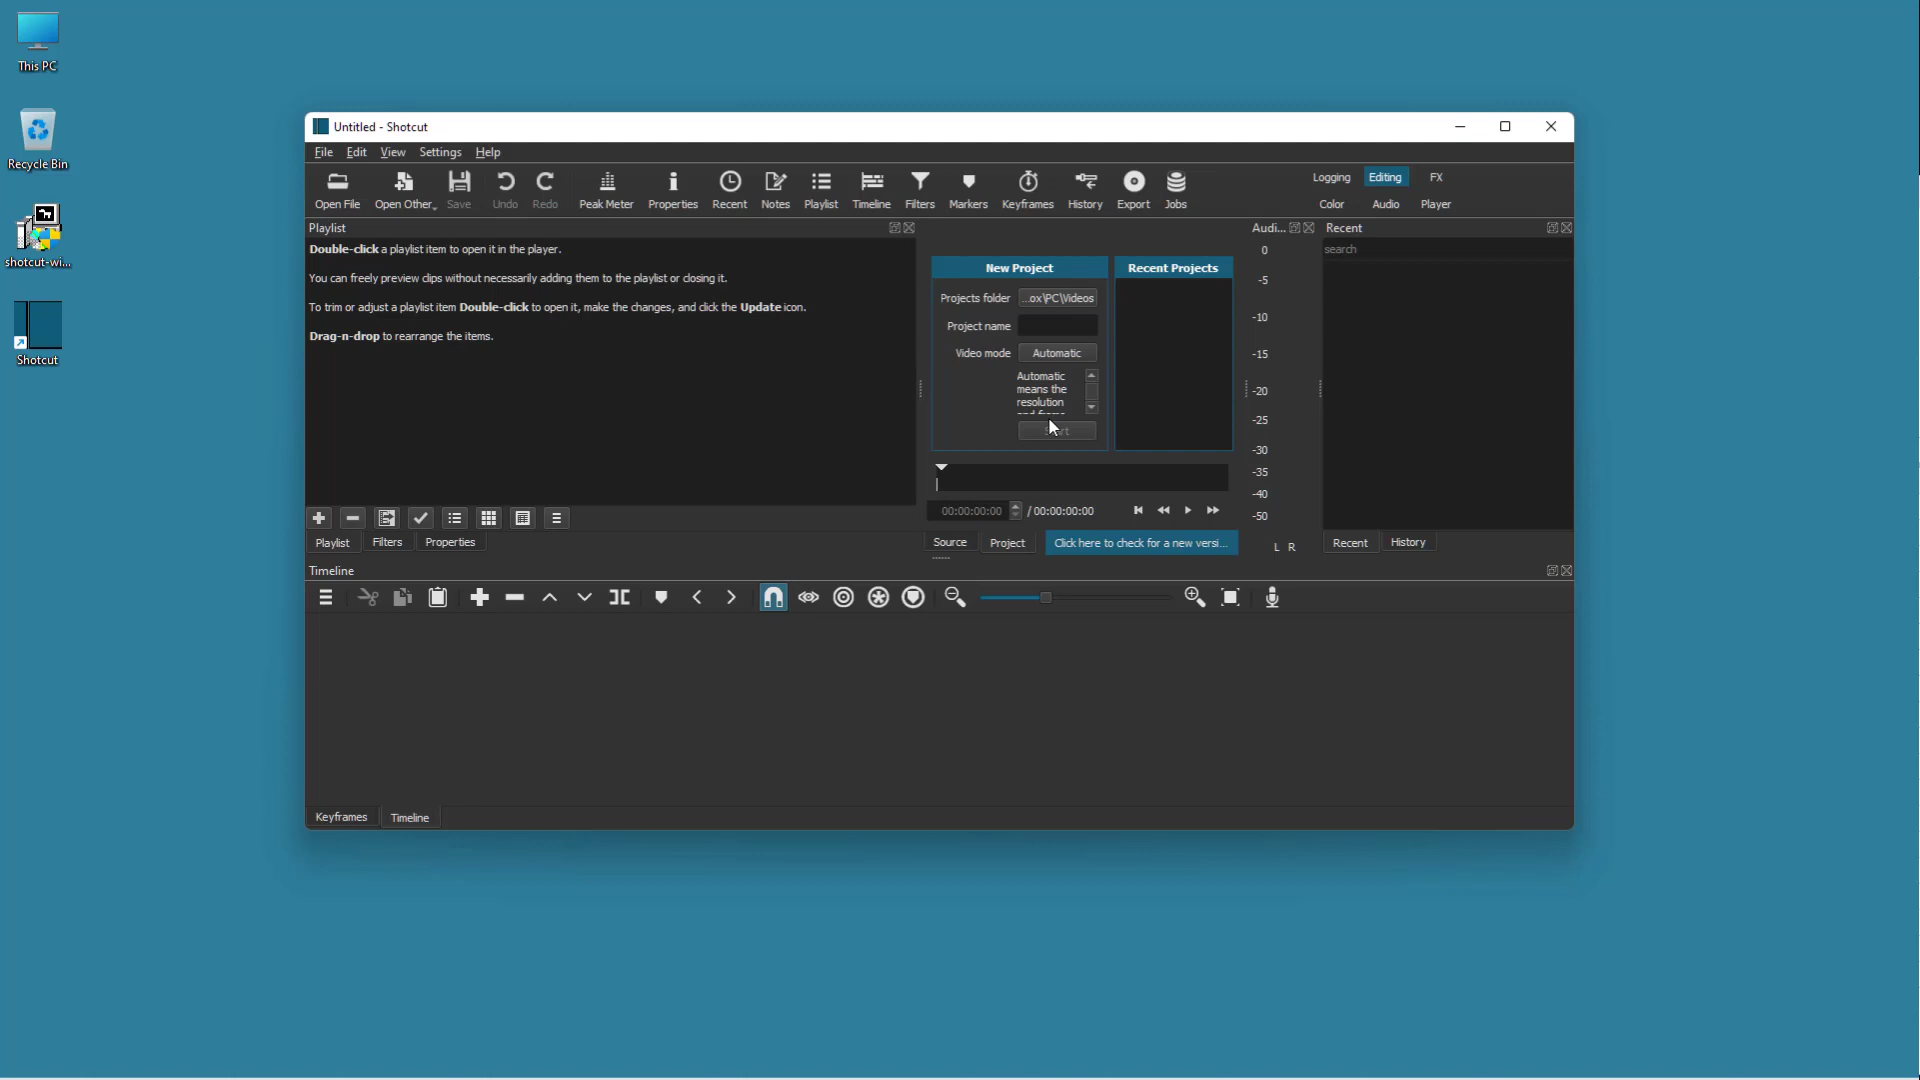 This PC
Recycle Bin
shotcut-wi...
Shotcut
Untitled - Shotcut
File Edit View Settings Help
Open File Open Other Save Undo Redo Peak Meter Properties Recent Notes Playlist Timeline Filters Markers Keyframes History Export Jobs
Logging Editing FX
Color Audio Player
Playlist
Double-click a playlist item to open it in the player.
You can freely preview clips without necessarily adding them to the playlist or closing it.
To trim or adjust a playlist item Double-click to open it, make the changes, and click the Update icon.
Drag-n-drop to rearrange the items.
Playlist Filters Properties
New Project
Projects folder ...ox\PC\Videos
Project name
Video mode Automatic
Automatic
means the
resolution
and frame
Recent Projects
00:00:00:00 / 00:00:00:00
Source Project Click here to check for a new versi...
Audi...
0
-5
-10
-15
-20
-25
-30
-35
-40
-50
L R
Recent
search
Recent History
Timeline
Keyframes Timeline